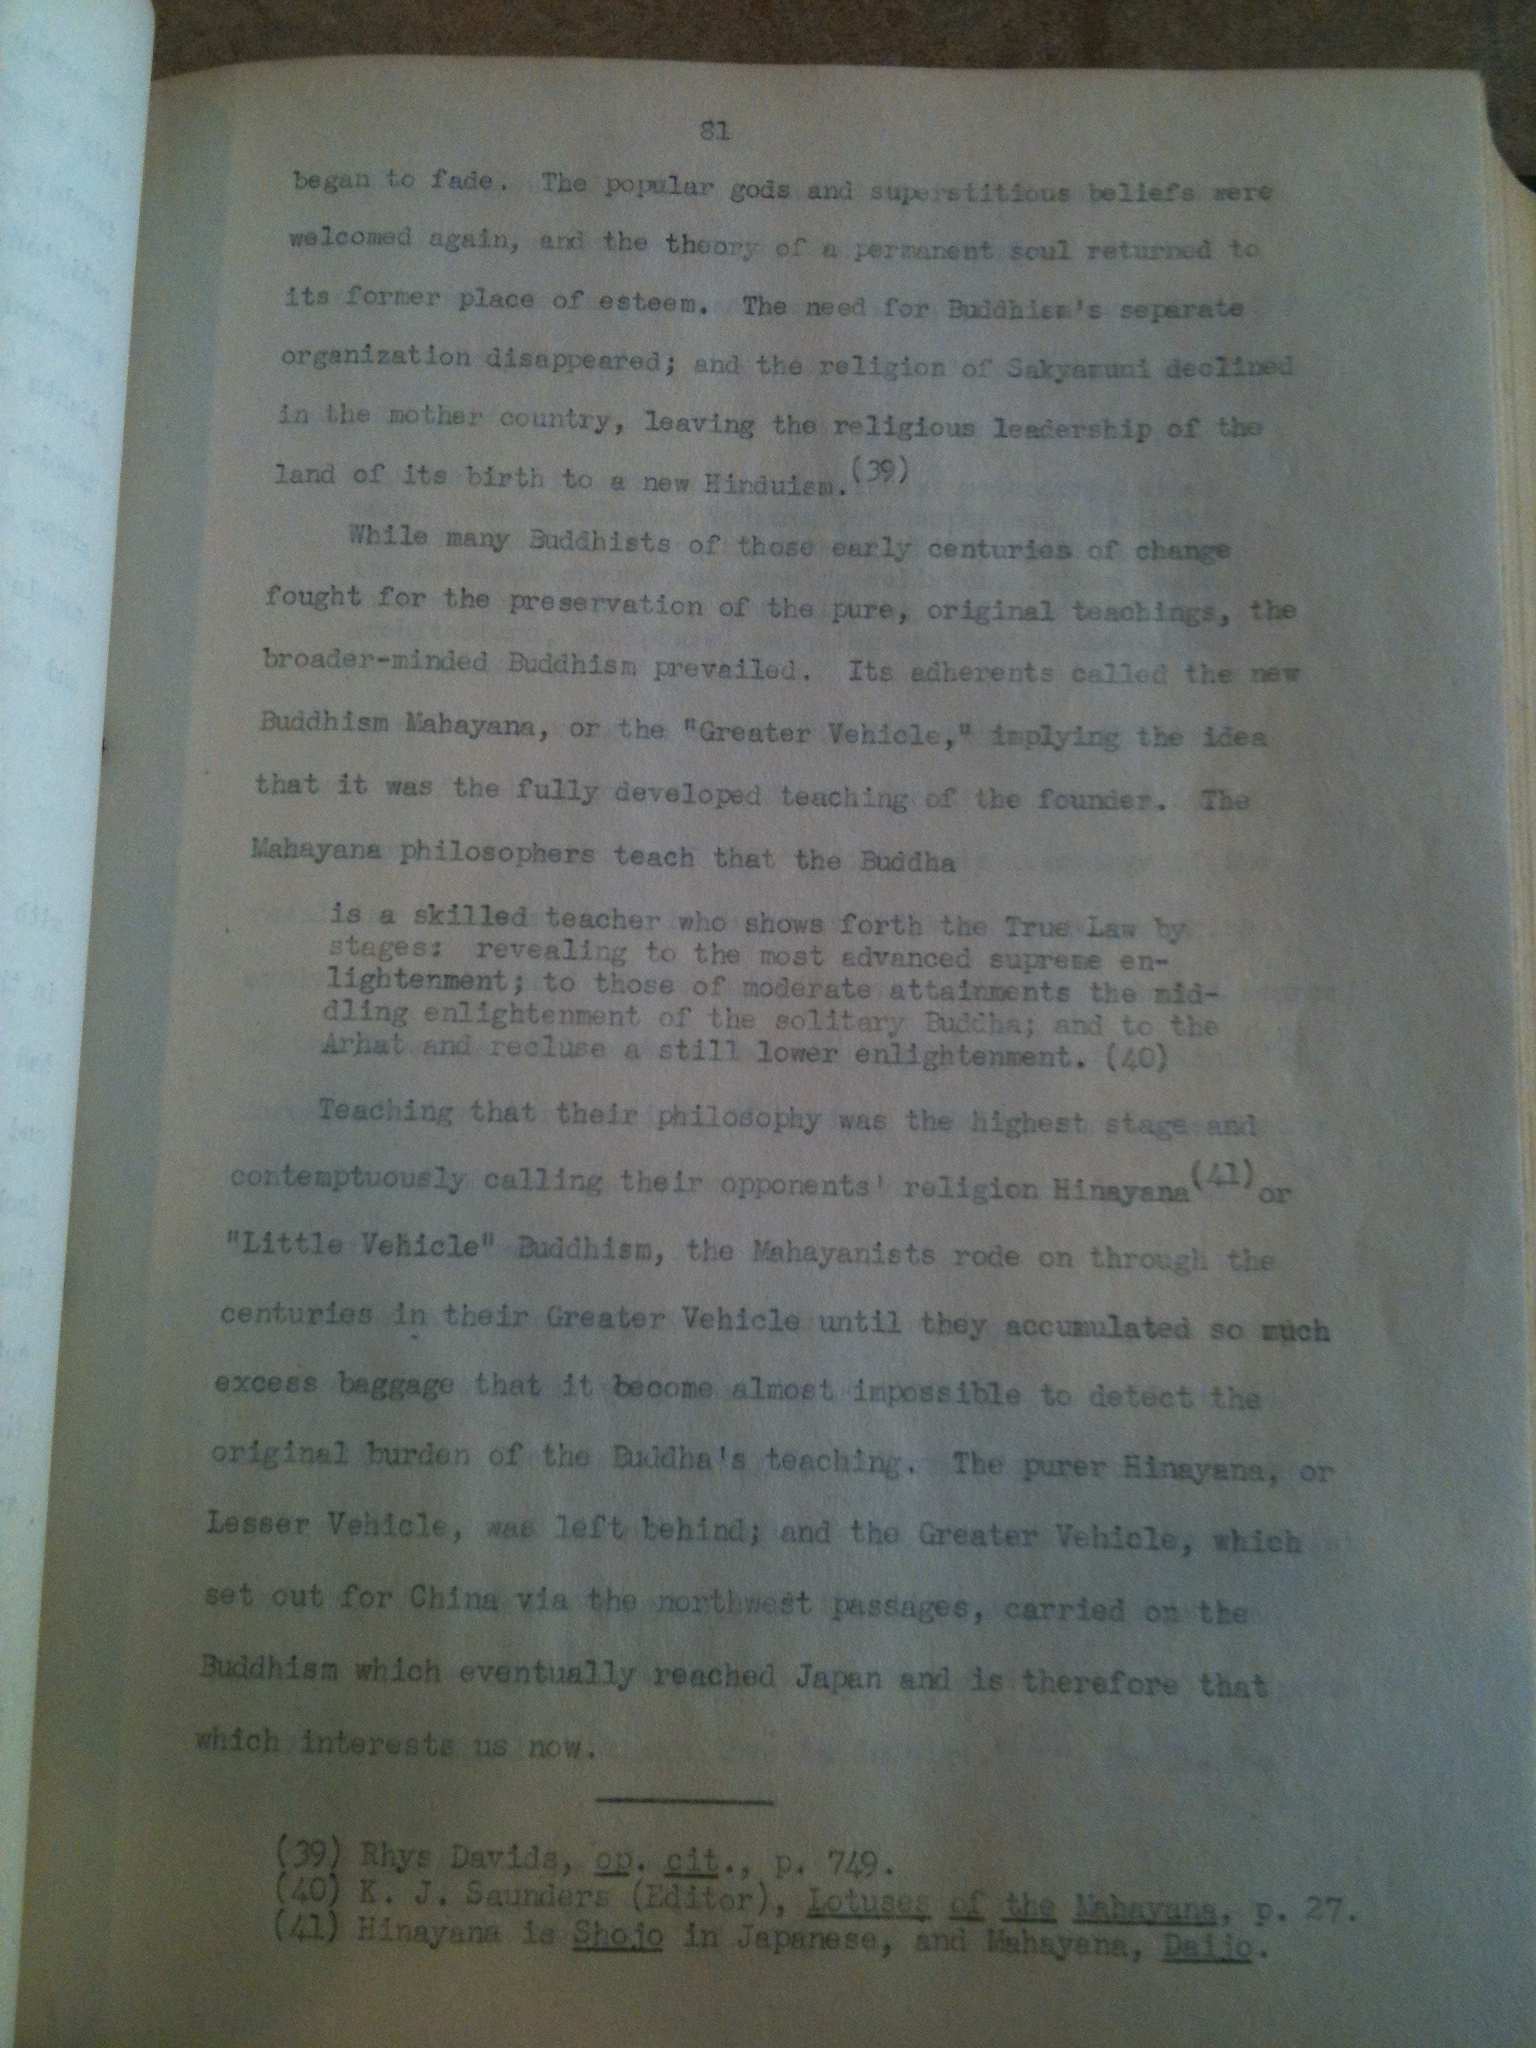 81
began to fade. The popular gods and superstitious beliefs were
welcomed again, and the theory of a permanent soul returned to
its former place of esteem. The need for Buddhism's separate
organization disappeared; and the religion of Sakyamuni declined
in the mother country, leaving the religious leadership of the
land of its birth to a new Hinduism.(39)
While many Buddhists of those early centuries of change
fought for the preservation of the pure, original teachings, the
broader-minded Buddhism prevailed. Its adherents called the new
Buddhism Mahayana, or the "Greater Vehicle," implying the idea
that it was the fully developed teaching of the founder. The
Mahayana philosophers teach that the Buddha
is a skilled teacher who shows forth the True Law by
stages: revealing to the most advanced supreme en-
lightenment; to those of moderate attainments the mid-
dling enlightenment of the solitary Buddha; and to the
Arhat and recluse a still lower enlightenment. (40)
Teaching that their philosophy was the highest stage and
contemptuously calling their opponents' religion Hinayana(41) or
"Little Vehicle" Buddhism, the Mahayanists rode on through the
centuries in their Greater Vehicle until they accumulated so much
excess baggage that it become almost impossible to detect the
original burden of the Buddha's teaching. The purer Hinayana, or
Lesser Vehicle, was left behind; and the Greater Vehicle, which
set out for China via the northwest passages, carried on the
Buddhism which eventually reached Japan and is therefore that
which interests us now.
(39) Rhys Davids, op. cit., p. 749.
(40) K. J. Saunders (Editor), Lotuses of the Mahayana, p. 27.
(41) Hinayana is Shojo in Japanese, and Mahayana, Daijo.